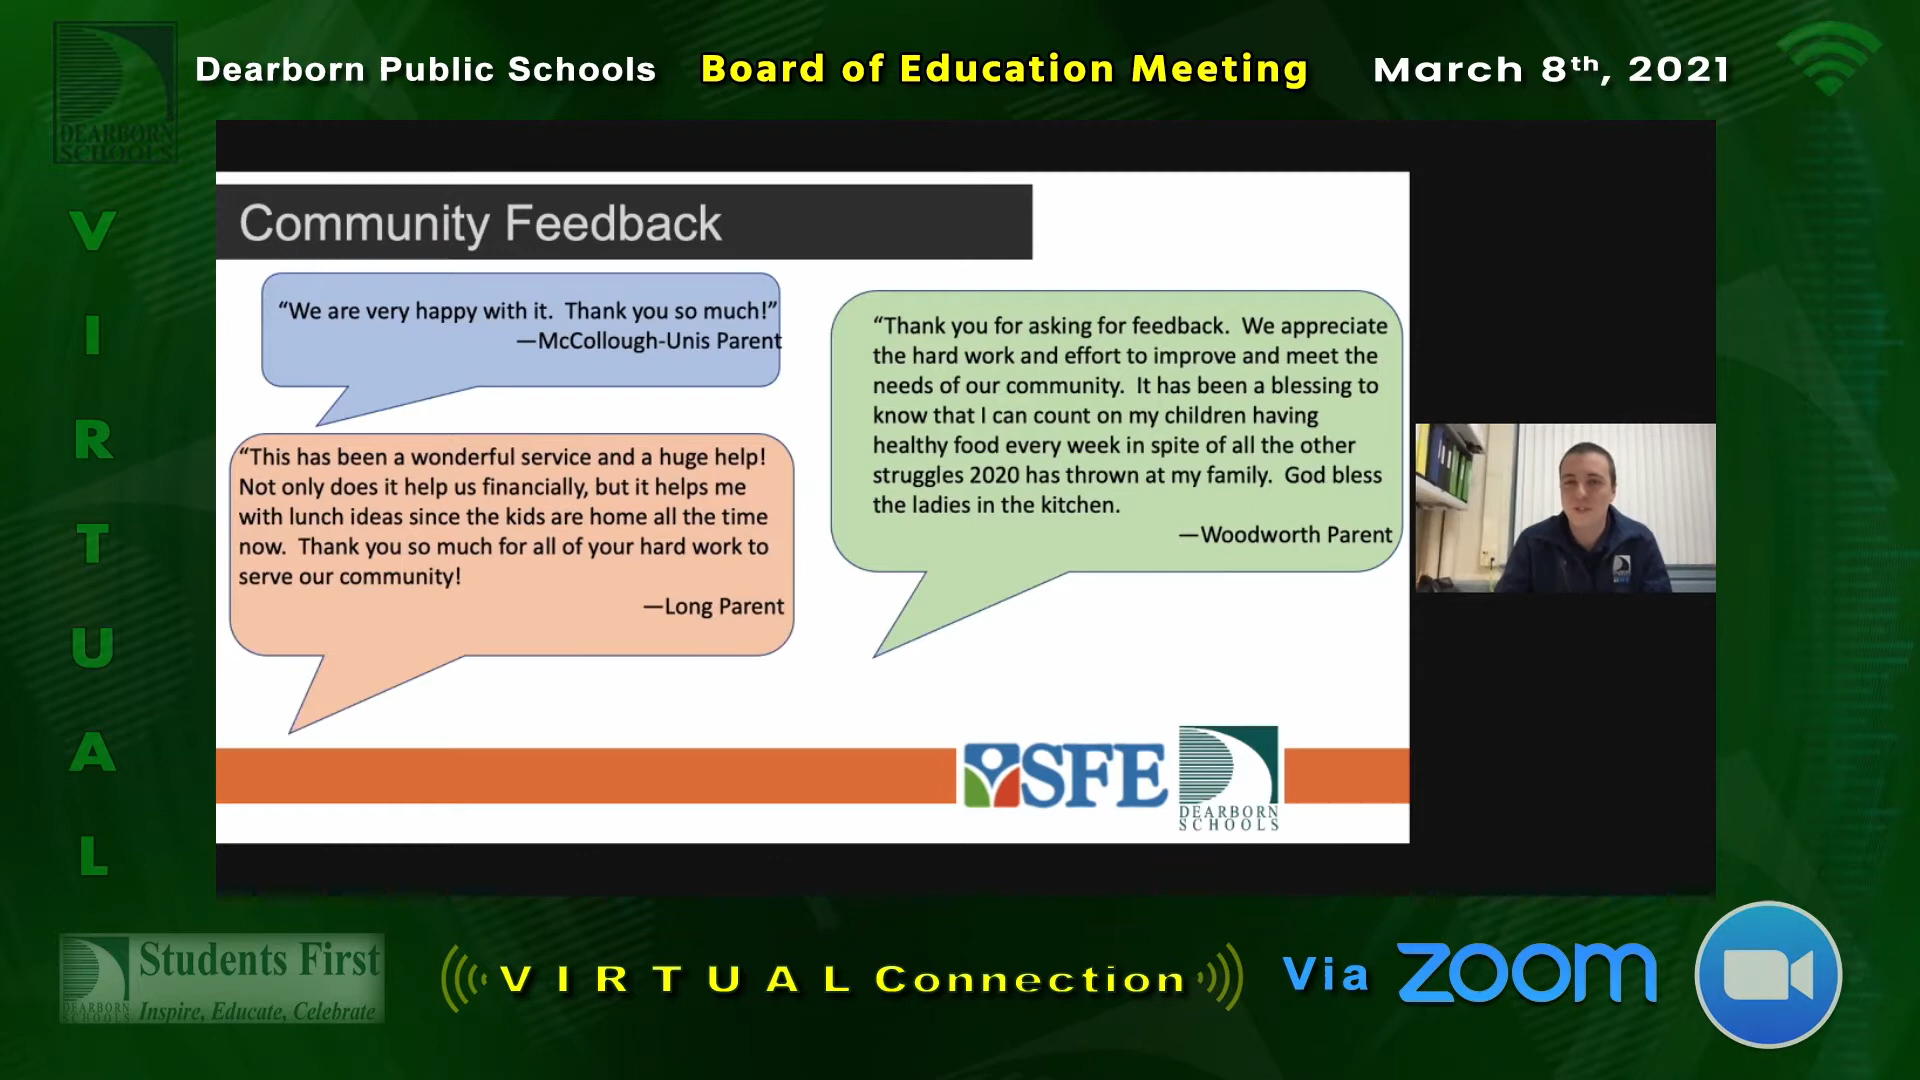 DEARBORN
SCHOOLS
Dearborn Public Schools Board of Education Meeting March 8th, 2021
VIRTUAL
Community Feedback
“We are very happy with it. Thank you so much!”
—McCollough-Unis Parent
“This has been a wonderful service and a huge help!
Not only does it help us financially, but it helps me
with lunch ideas since the kids are home all the time
now. Thank you so much for all of your hard work to
serve our community!
—Long Parent
“Thank you for asking for feedback. We appreciate
the hard work and effort to improve and meet the
needs of our community. It has been a blessing to
know that I can count on my children having
healthy food every week in spite of all the other
struggles 2020 has thrown at my family. God bless
the ladies in the kitchen.
—Woodworth Parent
SFE
DEARBORN
SCHOOLS
DEARBORN
SCHOOLS
Students First
Inspire, Educate, Celebrate
VIRTUAL Connection
Via zoom